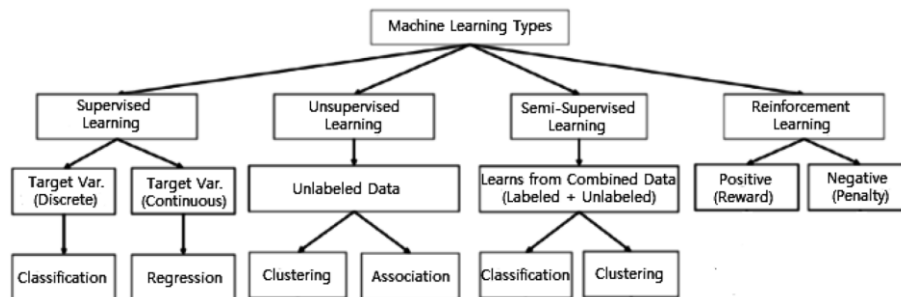 Machine Learning Types
Supervised
Learning
Unsupervised
Learning
Semi-Supervised
Learning
Reinforcement
Learning
Target Var.
(Discrete)
Target Var.
(Continuous)
Unlabeled Data
Learns from Combined Data
(Labeled + Unlabeled)
Positive
(Reward)
Negative
(Penalty)
Classification
Regression
Clustering
Association
Classification
Clustering